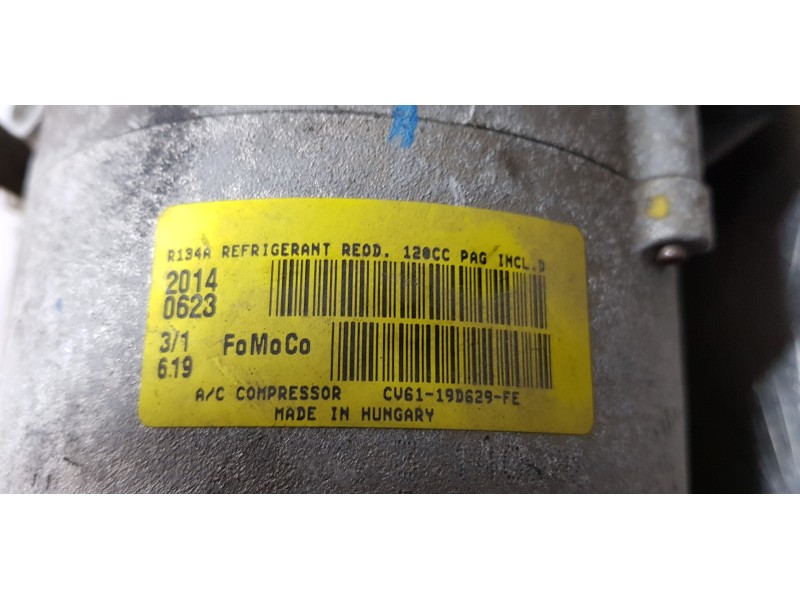 R134A REFRIGERANT REQD. 120CC PAG INCL.D
2014
0623
3/1 FoMoCo
6.19
A/C COMPRESSOR CV61-19D629-FE
MADE IN HUNGARY